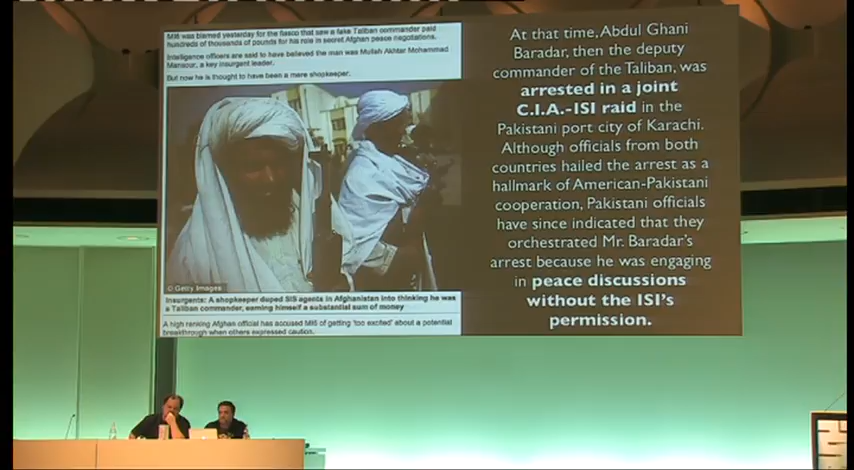 MI6 was blamed yesterday for the fiasco that saw a fake Taliban commander paid
hundreds of thousands of pounds for his role in secret Afghan peace negotiations.
Intelligence officers are said to have believed the man was Mullah Akhtar Mohammad
Mansour, a key insurgent leader.
But now he is thought to have been a mere shopkeeper.
© Getty Images
Insurgents: A shopkeeper duped SIS agents in Afghanistan into thinking he was
a Taliban commander, earning himself a substantial sum of money
A high ranking Afghan official has accused MI6 of getting 'too excited' about a potential
breakthrough when others expressed caution.
At that time, Abdul Ghani
Baradar, then the deputy
commander of the Taliban, was
arrested in a joint
C.I.A.-ISI raid in the
Pakistani port city of Karachi.
Although officials from both
countries hailed the arrest as a
hallmark of American-Pakistani
cooperation, Pakistani officials
have since indicated that they
orchestrated Mr. Baradar's
arrest because he was engaging
in peace discussions
without the ISI's
permission.